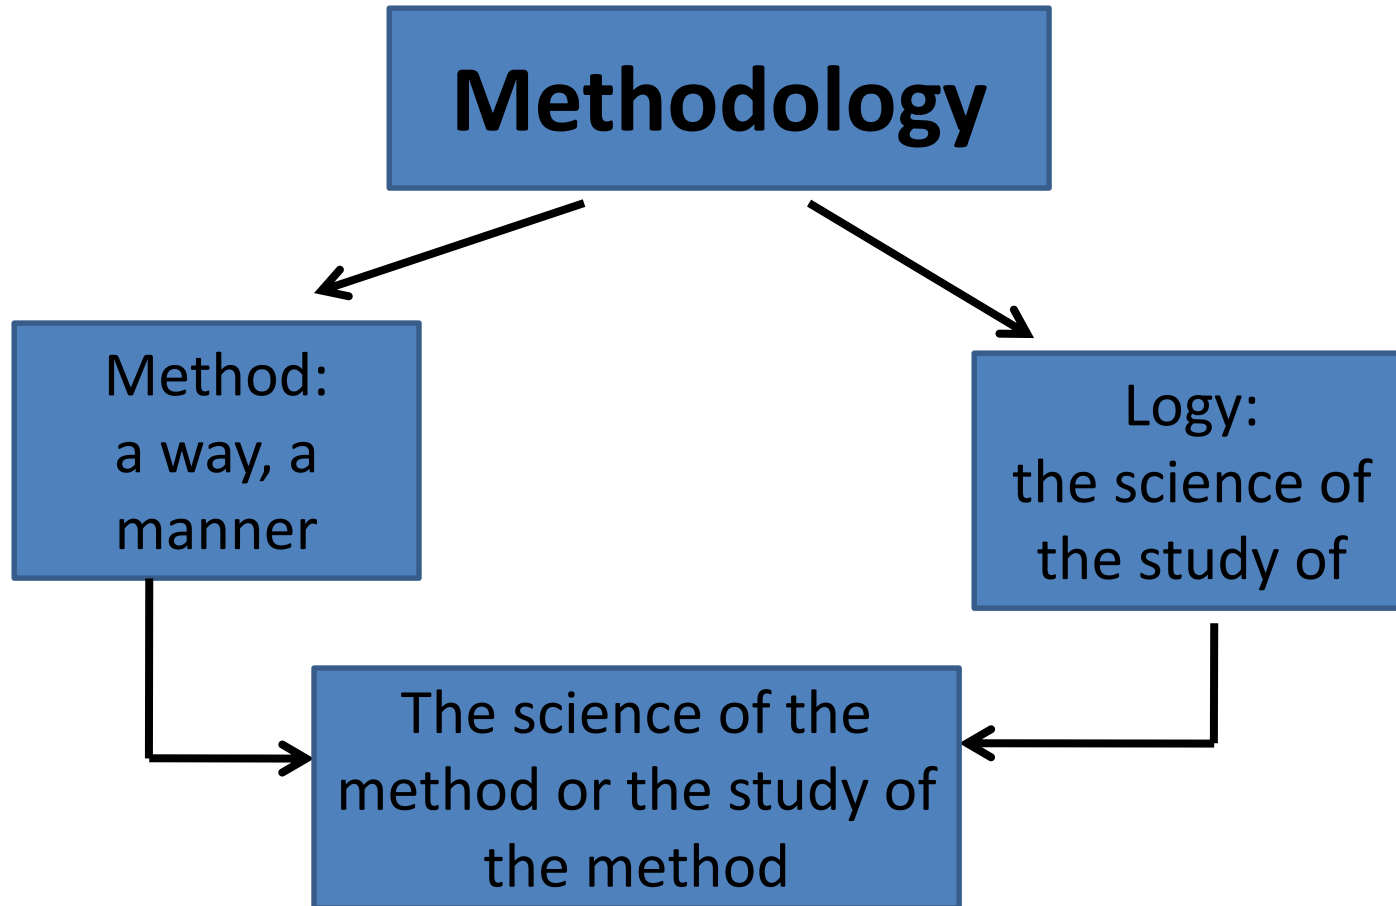 Methodology
Method:
a way, a
manner
Logy:
the science of
the study of
The science of the
method or the study of
the method